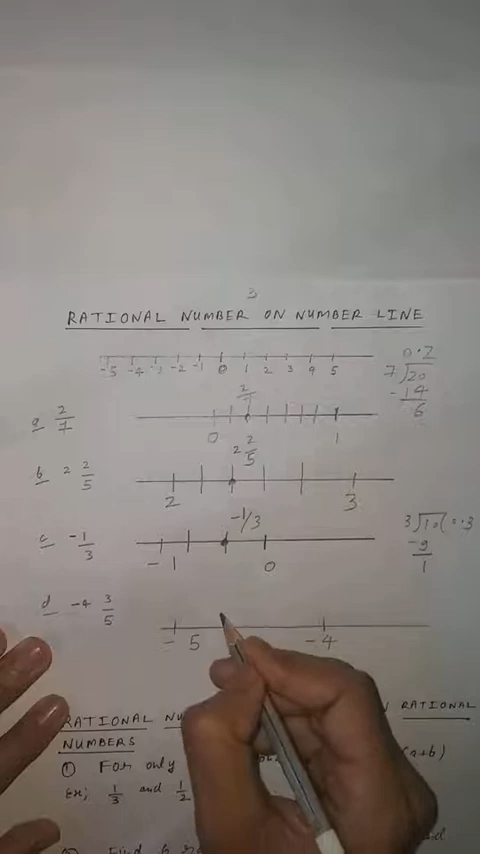 3
RATIONAL NUMBER ON NUMBER LINE
-5 -4 -3 -2 -1 0 1 2 3 4 5
0.2
7)20
-14
6
a 2/7
2/7
0 1
b 2 2/5
2 2/5
2 3
c -1/3
-1/3
-1 0
3)10(0.3
-9
1
d -4 3/5
-5 -4
RATIONAL NU RATIONAL
NUMBERS
① For only (a+b)
Ex; 1/3 and 1/2
Find 6